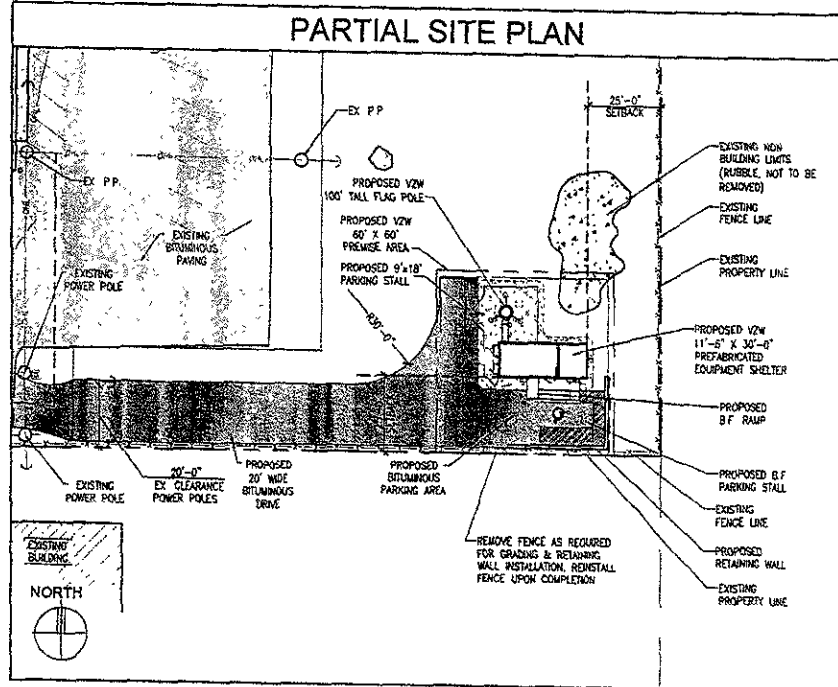 PARTIAL SITE PLAN
25'-0"
SETBACK
EX P.P
EX P.P.
EXISTING NON
BUILDING LIMITS
(RUBBLE, NOT TO BE
REMOVED)
PROPOSED VZW
100' TALL FLAG POLE
EXISTING
FENCE LINE
PROPOSED VZW
60' X 60'
PREMISE AREA
EXISTING
BITUMINOUS
PAVING
EXISTING
PROPERTY LINE
PROPOSED 9'x18'
PARKING STALL
EXISTING
POWER POLE
R30'-0"
PROPOSED VZW
11'-6" X 30'-0"
PREFABRICATED
EQUIPMENT SHELTER
PROPOSED
B.F RAMP
EXISTING
POWER POLE
20'-0"
EX CLEARANCE
POWER POLES
PROPOSED
20' WIDE
BITUMINOUS
DRIVE
PROPOSED
BITUMINOUS
PARKING AREA
PROPOSED B.F
PARKING STALL
EXISTING
FENCE LINE
REMOVE FENCE AS REQUIRED
FOR GRADING & RETAINING
WALL INSTALLATION, REINSTALL
FENCE UPON COMPLETION
PROPOSED
RETAINING WALL
EXISTING
PROPERTY LINE
EXISTING
BUILDING
NORTH